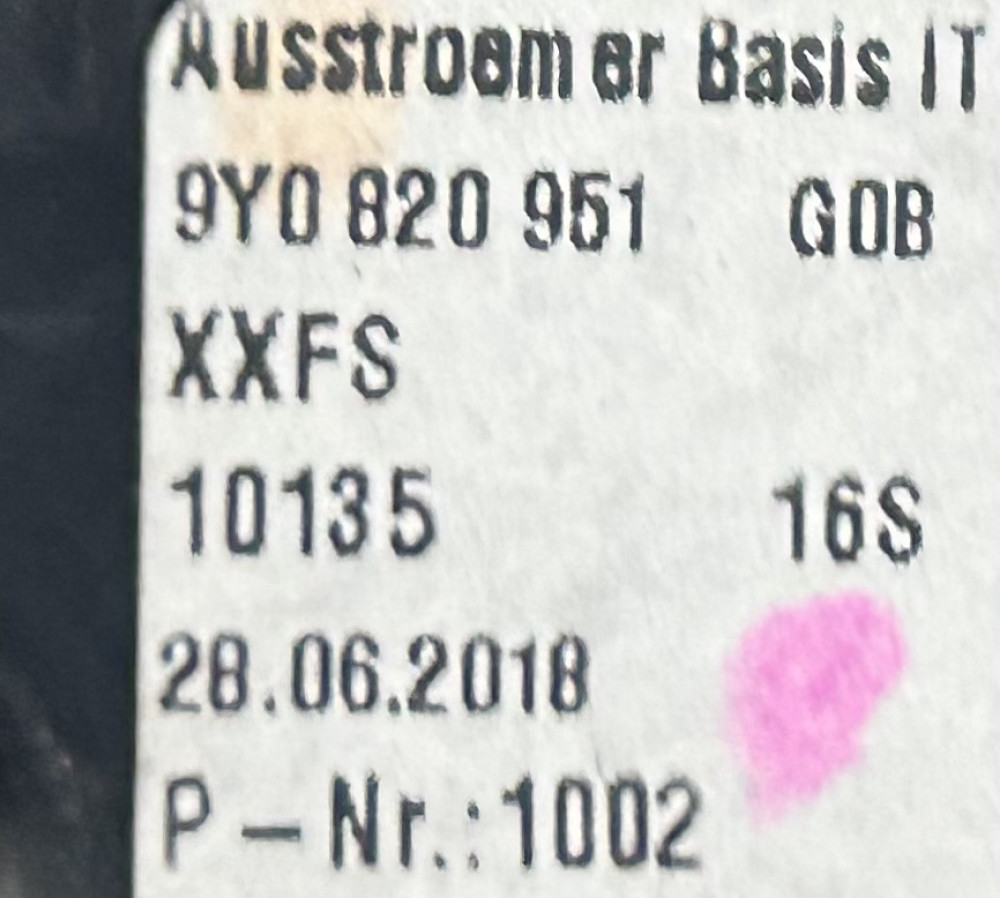 Ausstroemer Basis IT
9Y0 820 951 G0B
XXFS
10135 16S
28.06.2018
P-Nr.:1002